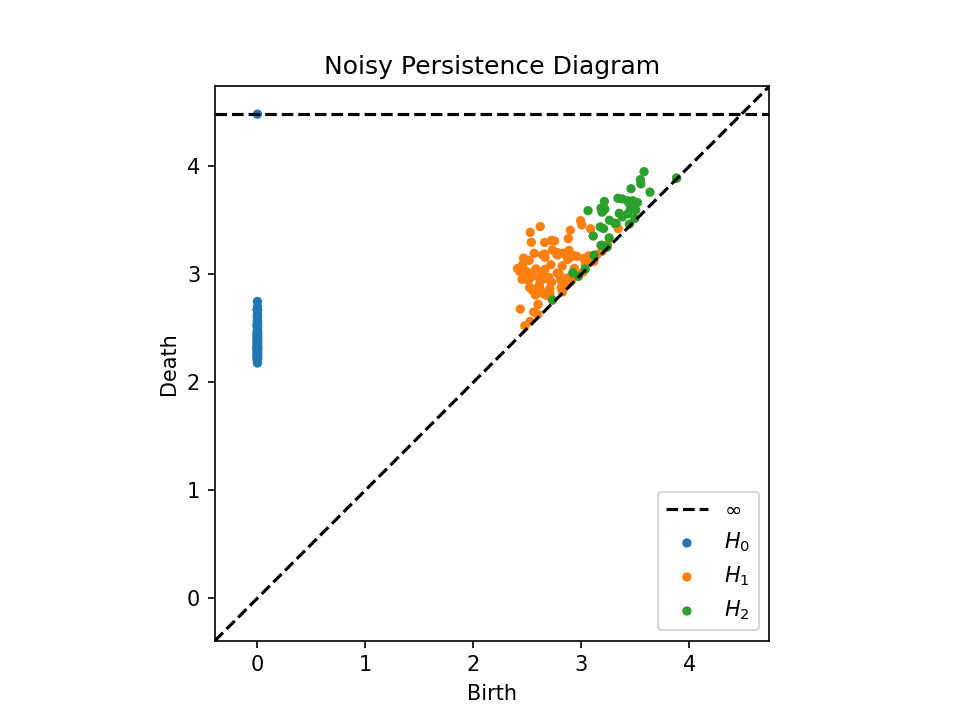 Noisy Persistence Diagram
Death
4
3
2
1
0
0 1 2 3 4
Birth
∞
H₀
H₁
H₂